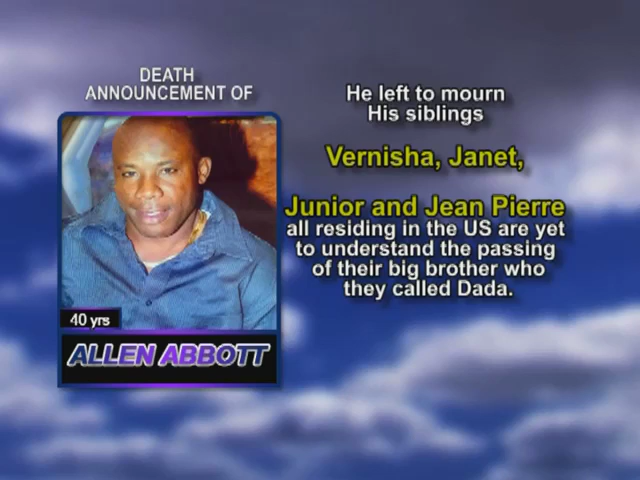 DEATH
ANNOUNCEMENT OF
40 yrs
ALLEN ABBOTT
He left to mourn
His siblings
Vernisha, Janet,
Junior and Jean Pierre
all residing in the US are yet
to understand the passing
of their big brother who
they called Dada.